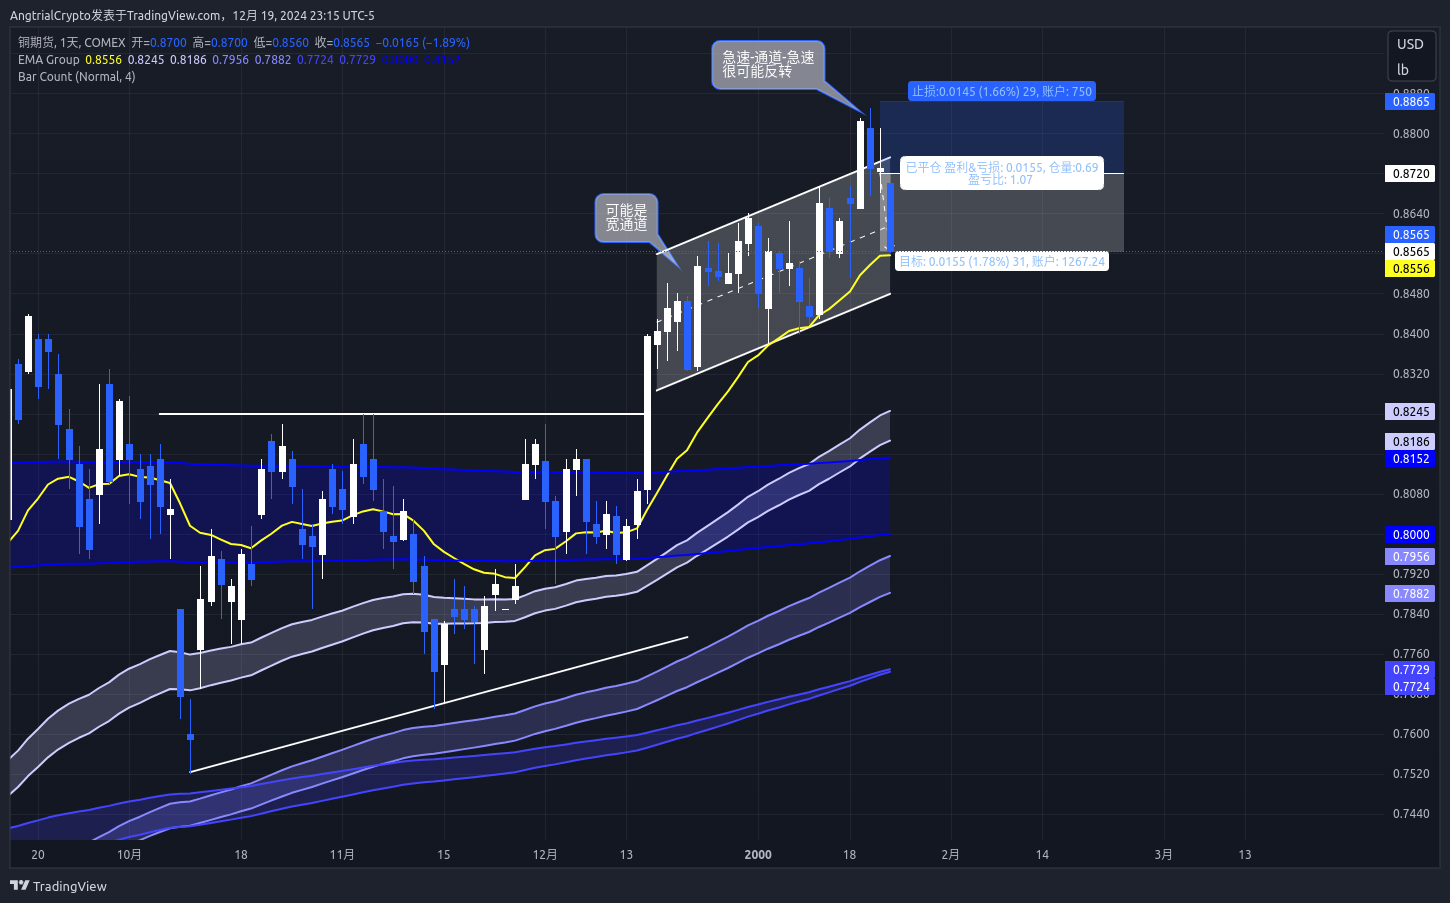 AngtrialCrypto发表于TradingView.com，12月 19, 2024 23:15 UTC-5
铜期货, 1天, COMEX 开=0.8700 高=0.8700 低=0.8560 收=0.8565 −0.0165 (−1.89%)
EMA Group 0.8556 0.8245 0.8186 0.7956 0.7882 0.7724 0.7729 0.8000 0.8152
Bar Count (Normal, 4)
急速-通道-急速
很可能反转
可能是
宽通道
止损:0.0145 (1.66%) 29, 账户: 750
已平仓 盈利&亏损: 0.0155, 仓量:0.69
盈亏比: 1.07
目标: 0.0155 (1.78%) 31, 账户: 1267.24
USD
lb
0.8865
0.8800
0.8720
0.8640
0.8565
0.8565
0.8556
0.8480
0.8400
0.8320
0.8245
0.8186
0.8152
0.8080
0.8000
0.7956
0.7920
0.7882
0.7840
0.7760
0.7729
0.7724
0.7600
0.7520
0.7440
20 10月 18 11月 15 12月 13 2000 18 2月 14 3月 13
TradingView